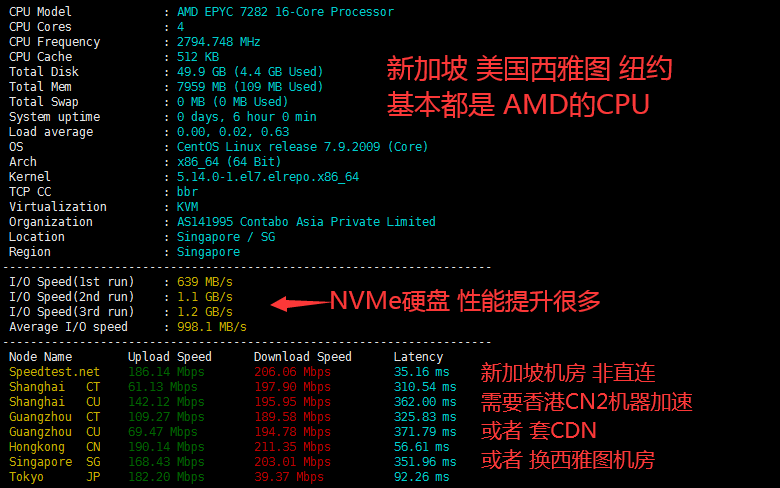 CPU Model : AMD EPYC 7282 16-Core Processor
CPU Cores : 4
CPU Frequency : 2794.748 MHz
CPU Cache : 512 KB
Total Disk : 49.9 GB (4.4 GB Used)
Total Mem : 7959 MB (109 MB Used)
Total Swap : 0 MB (0 MB Used)
System uptime : 0 days, 6 hour 0 min
Load average : 0.00, 0.02, 0.63
OS : CentOS Linux release 7.9.2009 (Core)
Arch : x86_64 (64 Bit)
Kernel : 5.14.0-1.el7.elrepo.x86_64
TCP CC : bbr
Virtualization : KVM
Organization : AS141995 Contabo Asia Private Limited
Location : Singapore / SG
Region : Singapore
新加坡 美国西雅图 纽约
基本都是 AMD的CPU
----------------------------------------------------------------------
I/O Speed(1st run) : 639 MB/s
I/O Speed(2nd run) : 1.1 GB/s
I/O Speed(3rd run) : 1.2 GB/s
Average I/O speed : 998.1 MB/s
NVMe硬盘 性能提升很多
----------------------------------------------------------------------
Node Name Upload Speed Download Speed Latency
Speedtest.net 186.14 Mbps 206.06 Mbps 35.16 ms
Shanghai CT 61.13 Mbps 197.90 Mbps 310.54 ms
Shanghai CU 142.12 Mbps 195.95 Mbps 362.00 ms
Guangzhou CT 109.27 Mbps 189.58 Mbps 325.83 ms
Guangzhou CU 69.47 Mbps 194.78 Mbps 371.79 ms
Hongkong CN 190.14 Mbps 211.35 Mbps 56.61 ms
Singapore SG 168.43 Mbps 203.01 Mbps 351.96 ms
Tokyo JP 182.20 Mbps 39.37 Mbps 92.26 ms
新加坡机房 非直连
需要香港CN2机器加速
或者 套CDN
或者 换西雅图机房